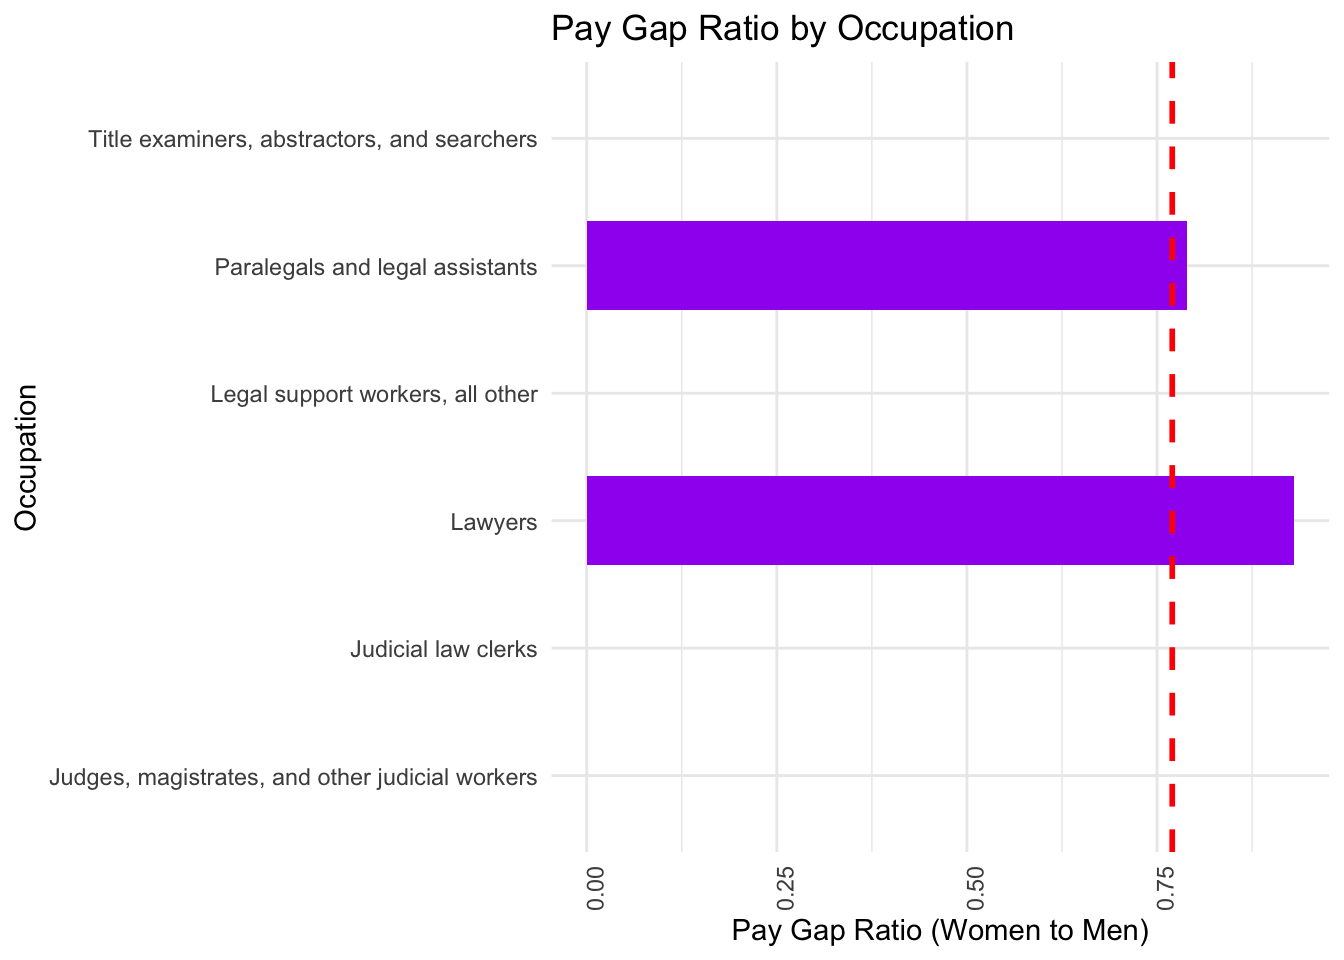 Pay Gap Ratio by Occupation
Title examiners, abstractors, and searchers
Paralegals and legal assistants
Legal support workers, all other
Lawyers
Judicial law clerks
Judges, magistrates, and other judicial workers
Occupation
0.00
0.25
0.50
0.75
Pay Gap Ratio (Women to Men)